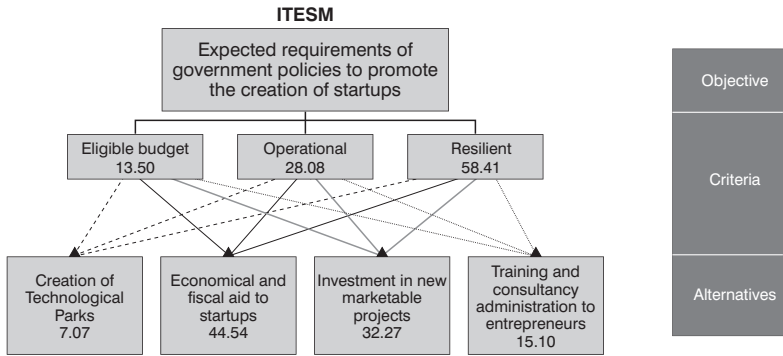 ITESM
Expected requirements of
government policies to promote
the creation of startups
Objective
Eligible budget
13.50
Operational
28.08
Resilient
58.41
Criteria
Creation of
Technological
Parks
7.07
Economical and
fiscal aid to
startups
44.54
Investment in new
marketable
projects
32.27
Training and
consultancy
administration to
entrepreneurs
15.10
Alternatives